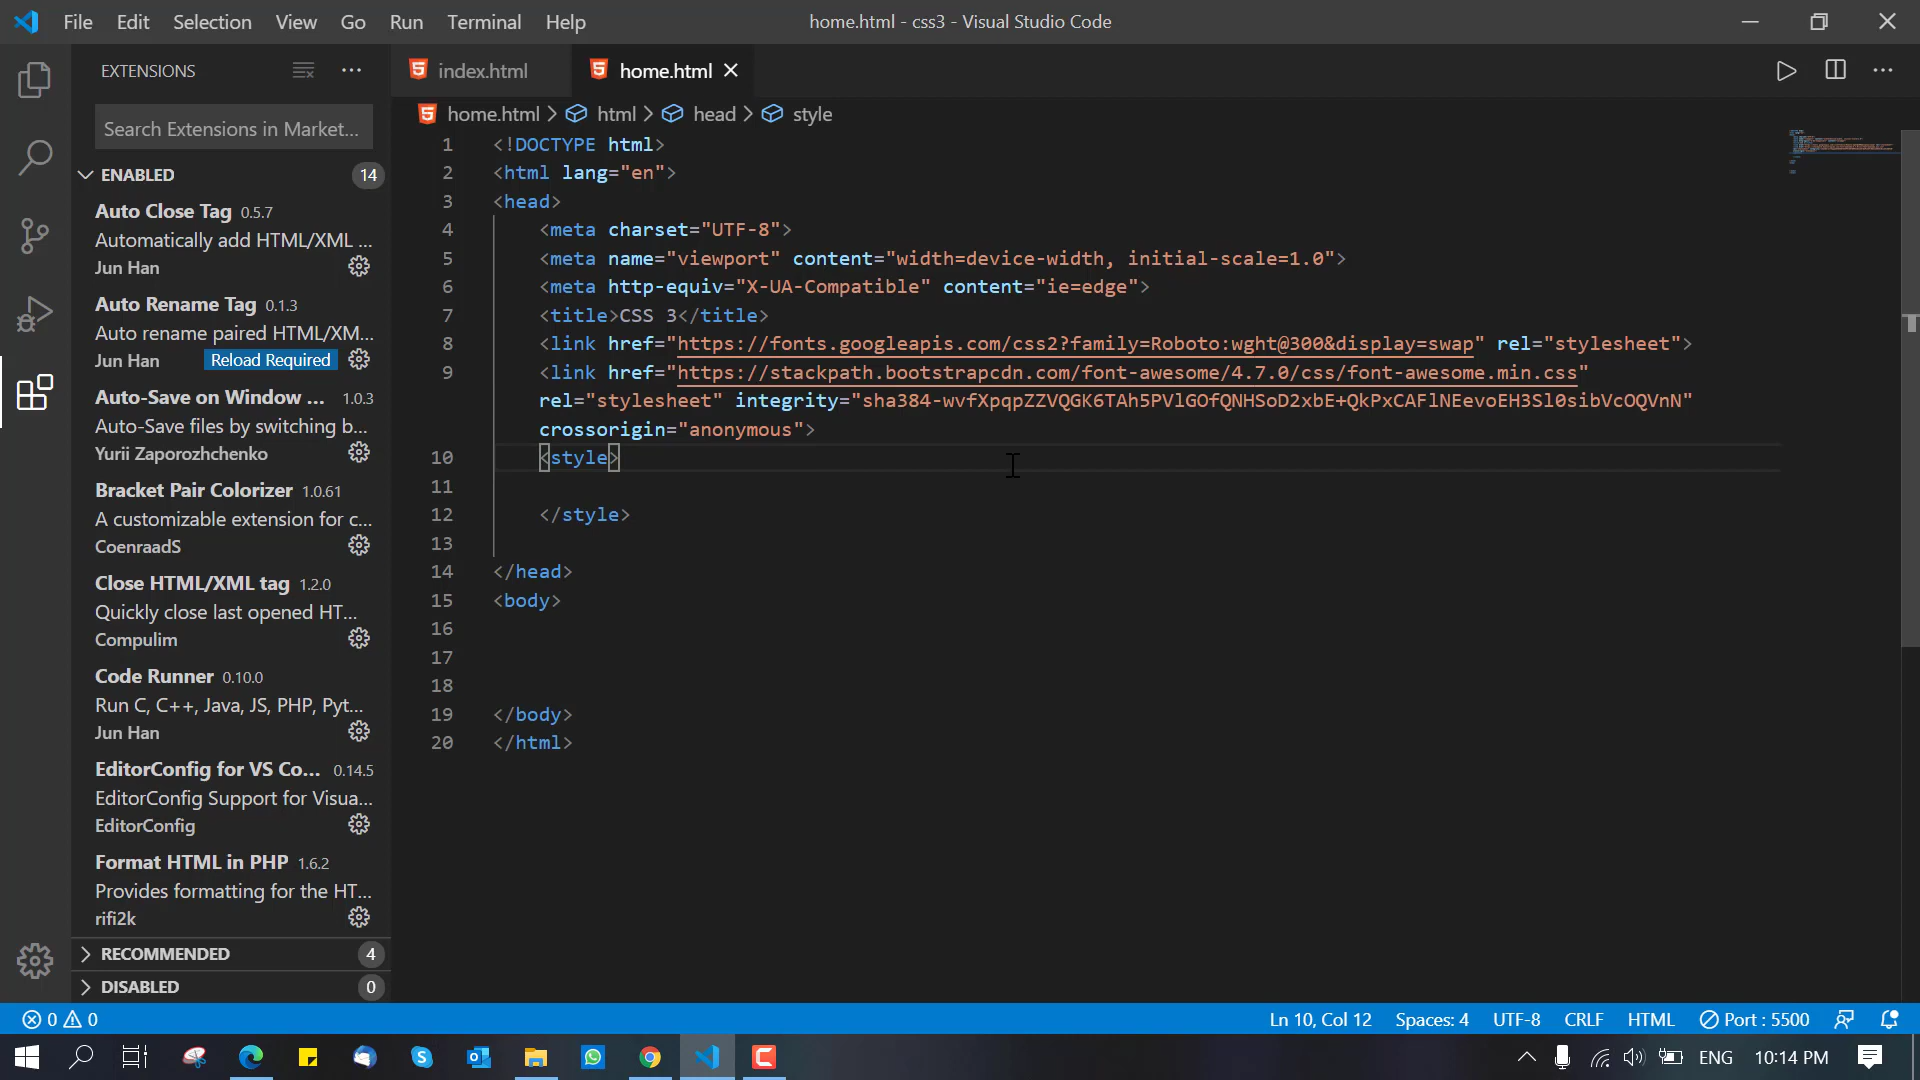 File Edit Selection View Go Run Terminal Help
home.html - css3 - Visual Studio Code
EXTENSIONS
Search Extensions in Market...
ENABLED 14
Auto Close Tag 0.5.7
Automatically add HTML/XML ...
Jun Han
Auto Rename Tag 0.1.3
Auto rename paired HTML/XM...
Jun Han Reload Required
Auto-Save on Window ... 1.0.3
Auto-Save files by switching b...
Yurii Zaporozhchenko
Bracket Pair Colorizer 1.0.61
A customizable extension for c...
CoenraadS
Close HTML/XML tag 1.2.0
Quickly close last opened HT...
Compulim
Code Runner 0.10.0
Run C, C++, Java, JS, PHP, Pyt...
Jun Han
EditorConfig for VS Co... 0.14.5
EditorConfig Support for Visua...
EditorConfig
Format HTML in PHP 1.6.2
Provides formatting for the HT...
rifi2k
RECOMMENDED 4
DISABLED 0
index.html home.html
home.html > html > head > style
1 <!DOCTYPE html>
2 <html lang="en">
3 <head>
4 <meta charset="UTF-8">
5 <meta name="viewport" content="width=device-width, initial-scale=1.0">
6 <meta http-equiv="X-UA-Compatible" content="ie=edge">
7 <title>CSS 3</title>
8 <link href="https://fonts.googleapis.com/css2?family=Roboto:wght@300&display=swap" rel="stylesheet">
9 <link href="https://stackpath.bootstrapcdn.com/font-awesome/4.7.0/css/font-awesome.min.css"
rel="stylesheet" integrity="sha384-wvfXpqpZZVQGK6TAh5PVlGOfQNHSoD2xbE+QkPxCAFlNEevoEH3Sl0sibVcOQVnN"
crossorigin="anonymous">
10 <style>
11
12 </style>
13
14 </head>
15 <body>
16
17
18
19 </body>
20 </html>
0 0
Ln 10, Col 12 Spaces: 4 UTF-8 CRLF HTML Port : 5500
ENG 10:14 PM